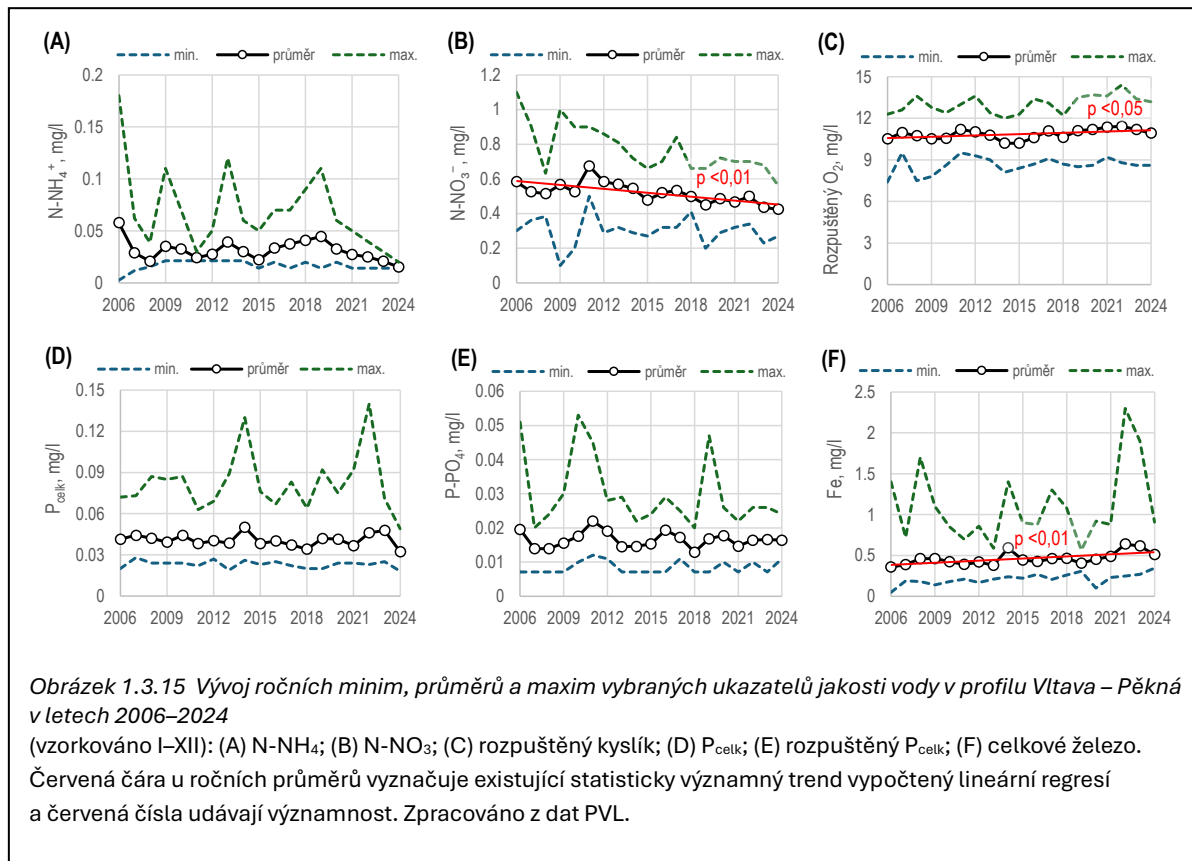 (A)
min. průměr max.
N-NH₄⁺, mg/l
0.2
0.15
0.1
0.05
0
2006 2009 2012 2015 2018 2021 2024
(B)
min. průměr max.
N-NO₃⁻, mg/l
1.2
1
0.8
0.6
0.4
0.2
0
p <0,01
2006 2009 2012 2015 2018 2021 2024
(C)
min. průměr max.
Rozpuštěný O₂, mg/l
15
12
9
6
3
0
p <0,05
2006 2009 2012 2015 2018 2021 2024
(D)
min. průměr max.
Pcelk, mg/l
0.15
0.12
0.09
0.06
0.03
0
2006 2009 2012 2015 2018 2021 2024
(E)
min. průměr max.
P-PO₄, mg/l
0.06
0.05
0.04
0.03
0.02
0.01
0
2006 2009 2012 2015 2018 2021 2024
(F)
min. průměr max.
Fe, mg/l
2.5
2
1.5
1
0.5
0
p <0,01
2006 2009 2012 2015 2018 2021 2024
Obrázek 1.3.15 Vývoj ročních minim, průměrů a maxim vybraných ukazatelů jakosti vody v profilu Vltava – Pěkná
v letech 2006–2024
(vzorkováno I–XII): (A) N-NH₄; (B) N-NO₃; (C) rozpuštěný kyslík; (D) Pcelk; (E) rozpuštěný Pcelk; (F) celkové železo.
Červená čára u ročních průměrů vyznačuje existující statisticky významný trend vypočtený lineární regresí
a červená čísla udávají významnost. Zpracováno z dat PVL.